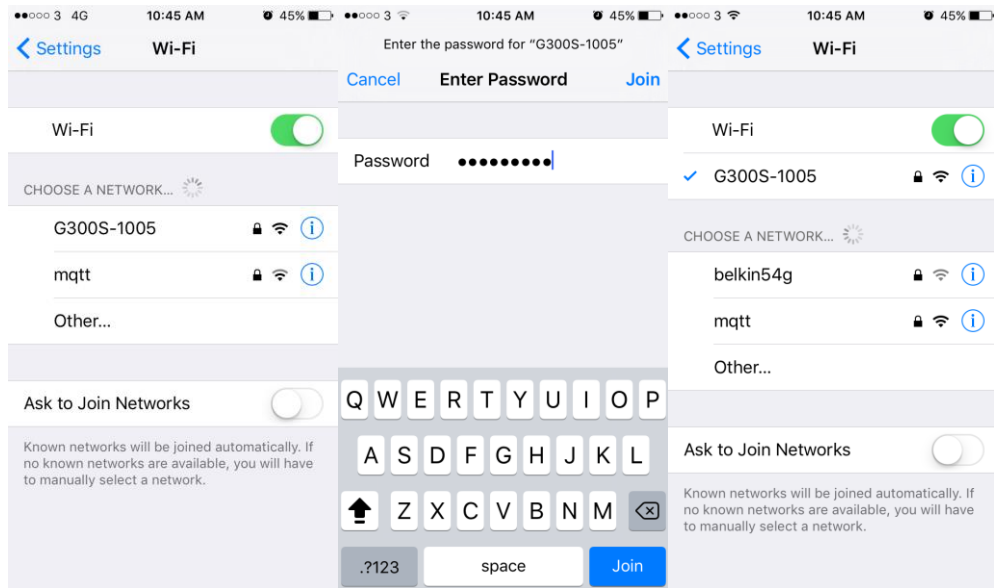 3 4G 10:45 AM 45%
Settings Wi-Fi
Wi-Fi
CHOOSE A NETWORK...
G300S-1005
mqtt
Other...
Ask to Join Networks
Known networks will be joined automatically. If
no known networks are available, you will have
to manually select a network.
3 10:45 AM 45%
Enter the password for “G300S-1005”
Cancel Enter Password Join
Password ●●●●●●●●●
Q W E R T Y U I O P
A S D F G H J K L
Z X C V B N M
.?123 space Join
3 10:45 AM 45%
Settings Wi-Fi
Wi-Fi
G300S-1005
CHOOSE A NETWORK...
belkin54g
mqtt
Other...
Ask to Join Networks
Known networks will be joined automatically. If
no known networks are available, you will have
to manually select a network.